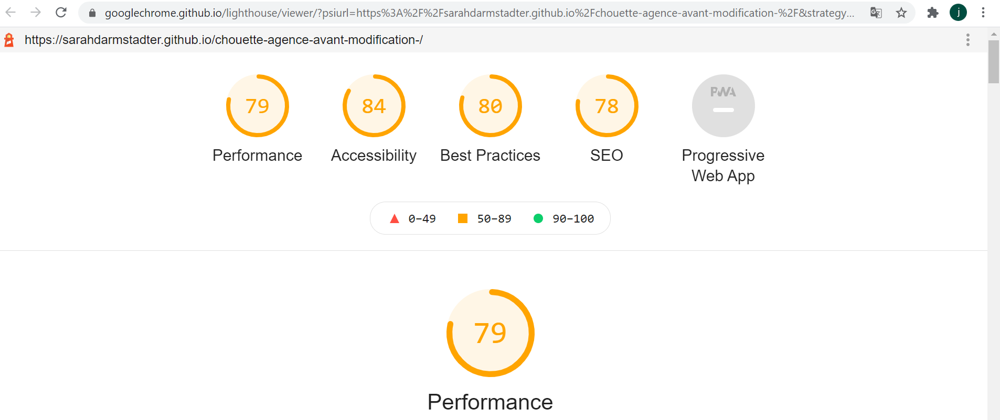 googlechrome.github.io/lighthouse/viewer/?psiurl=https%3A%2F%2Fsarahdarmstadter.github.io%2Fchouette-agence-avant-modification-%2F&strategy...
j
https://sarahdarmstadter.github.io/chouette-agence-avant-modification-/
79 84 80 78 PWA
Performance Accessibility Best Practices SEO Progressive
Web App
0–49 50–89 90–100
79
Performance